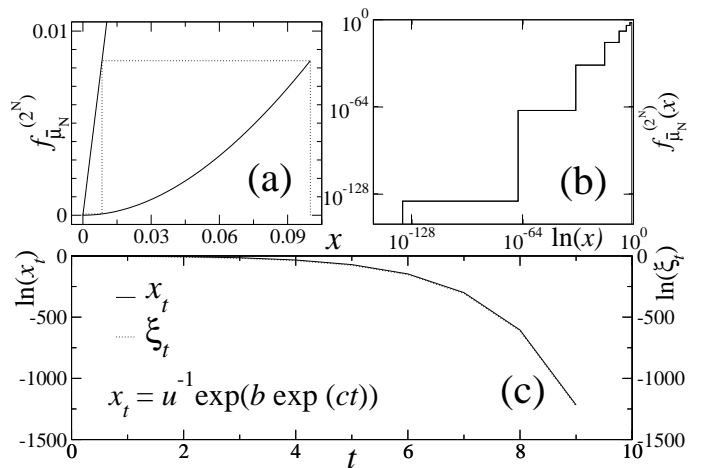 0.01
0
f_{μ̄_N}^{(2^N)}
(a)
0 0.03 0.06 0.09 x
10^0
10^{-64}
10^{-128}
(b)
f_{μ̄_N}^{(2^N)}(x)
10^{-128} ln(x) 10^{-64} 10^0
0
-500
-1000
-1500
ln(x_t)
x_t
ξ_t
x_t = u^{-1}exp(b exp (ct))
(c)
0
-500
-1000
-1500
ln(ξ_t)
0 2 4 6 8 10
t